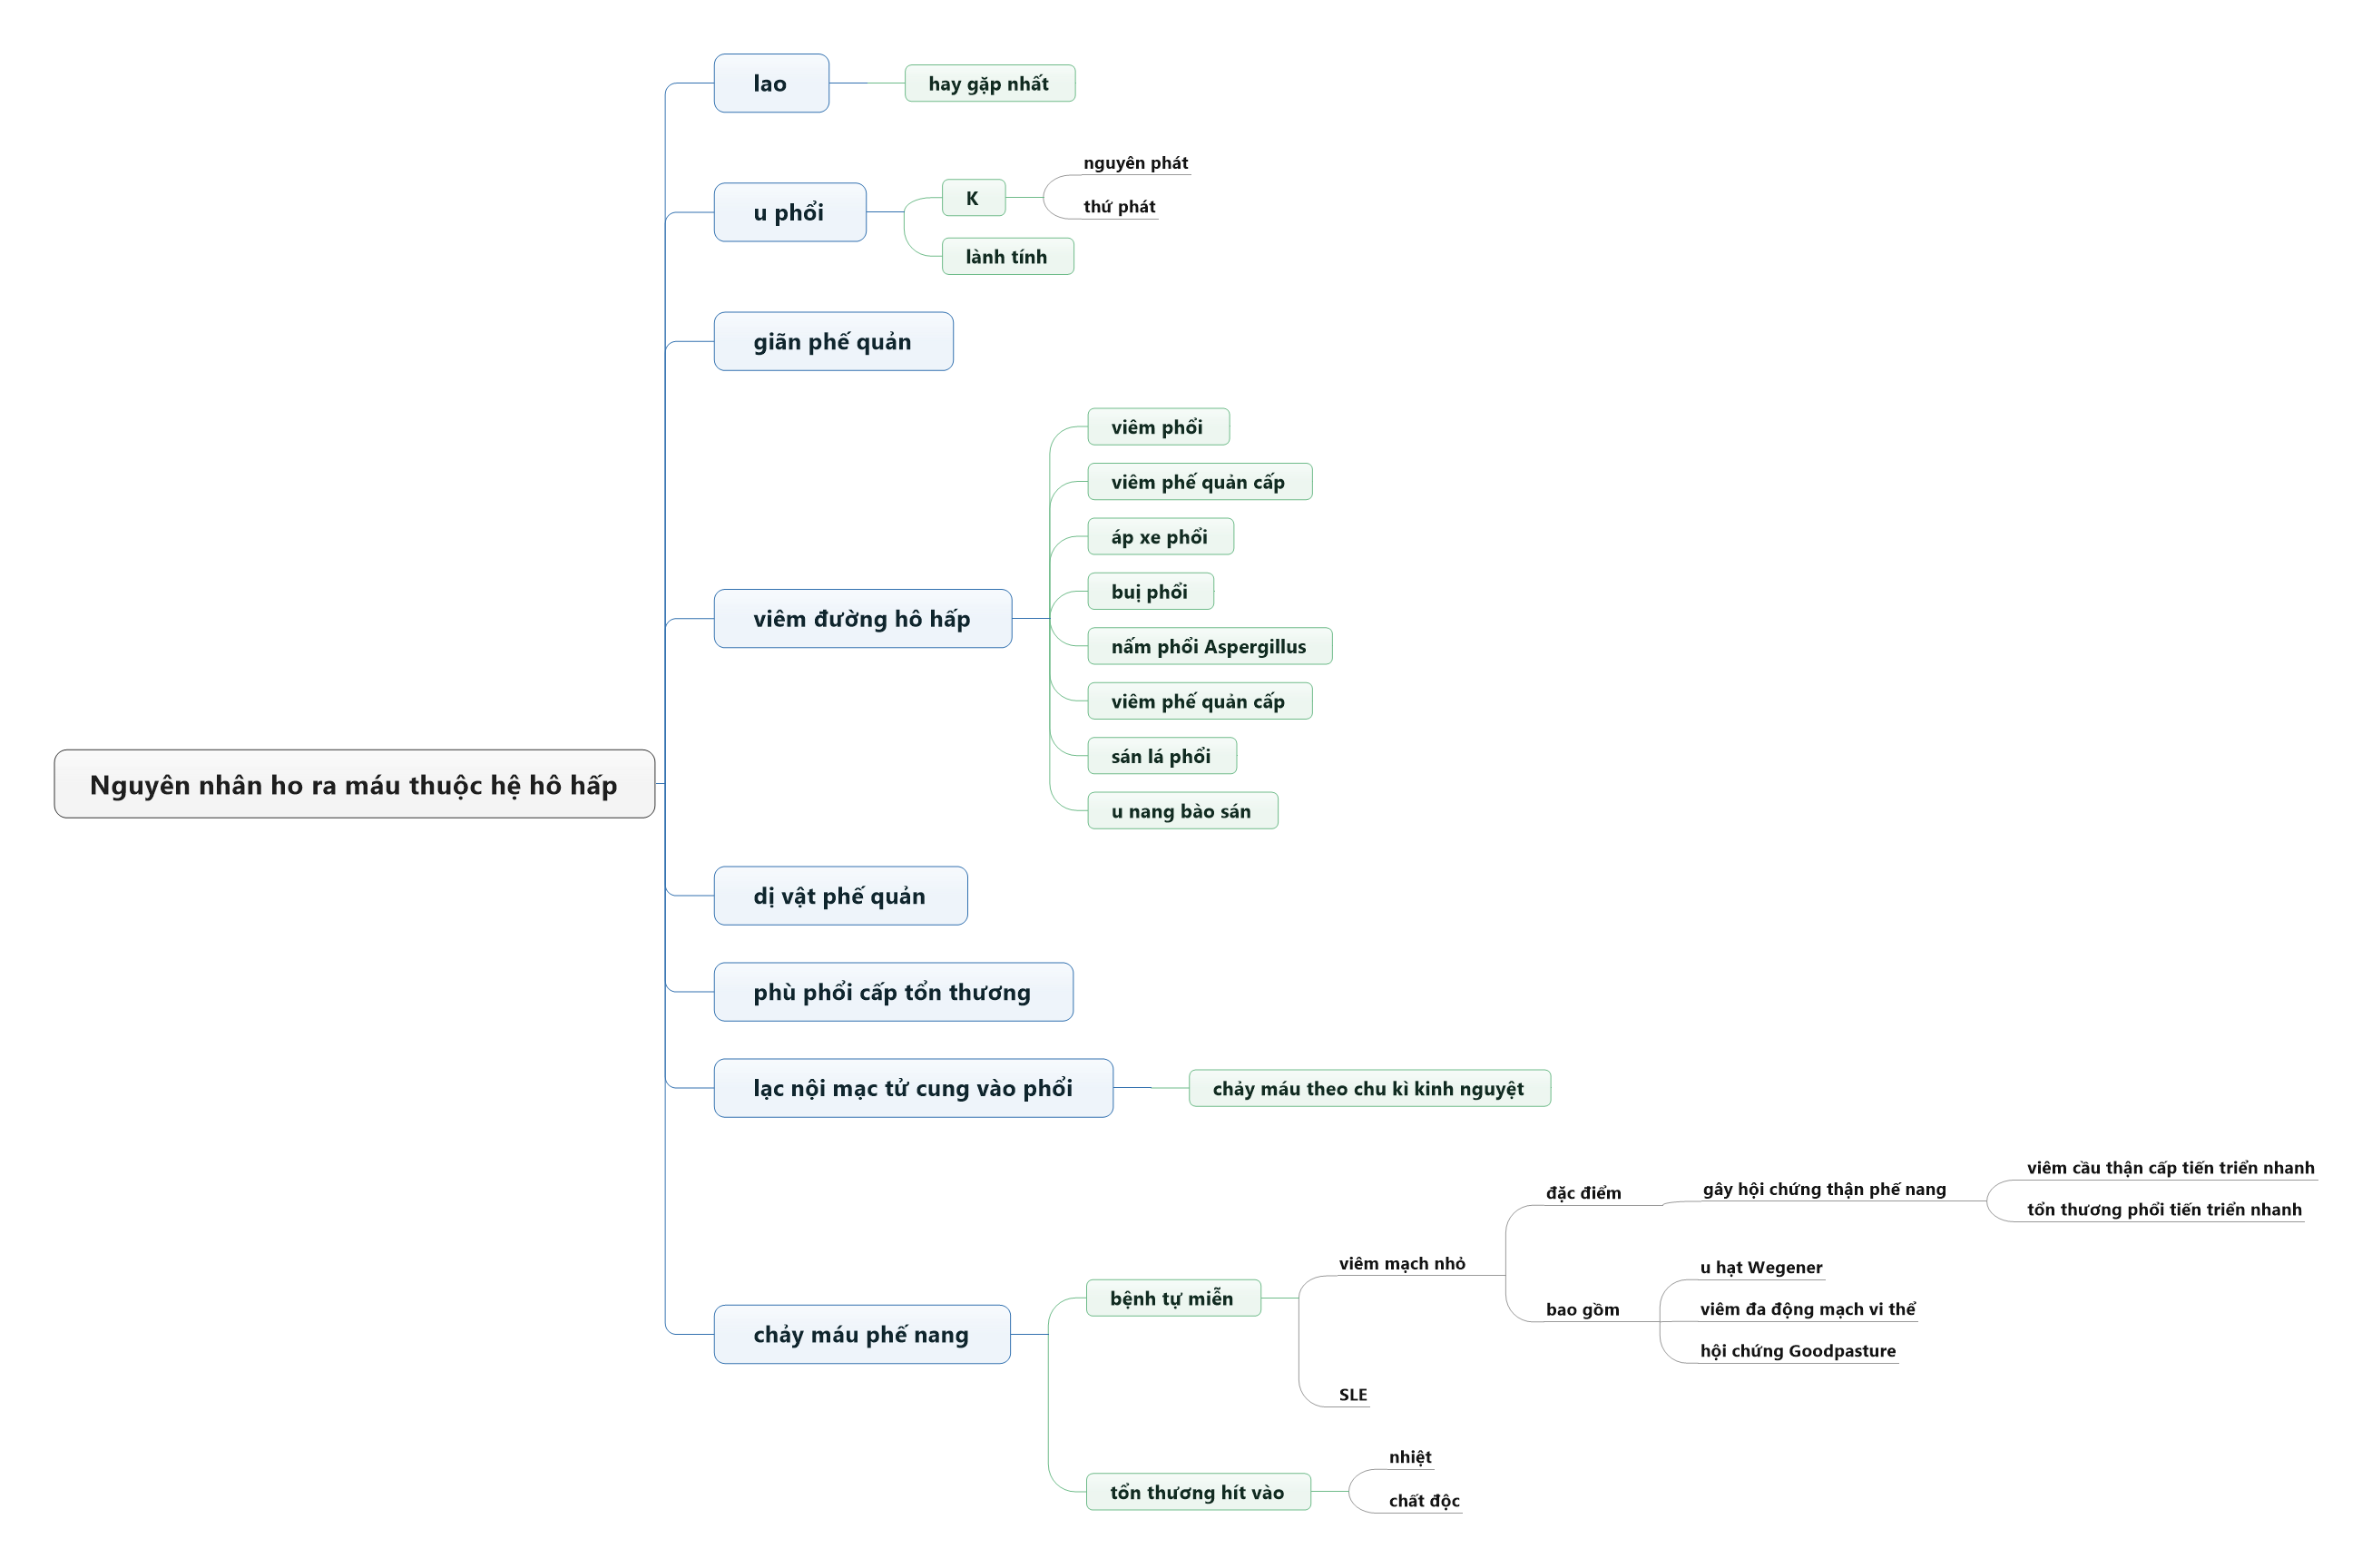 lao
hay gặp nhất
u phổi
K
nguyên phát
thứ phát
lành tính
giãn phế quản
viêm đường hô hấp
viêm phổi
viêm phế quản cấp
áp xe phổi
buị phổi
nấm phổi Aspergillus
viêm phế quản cấp
sán lá phổi
u nang bào sán
Nguyên nhân ho ra máu thuộc hệ hô hấp
dị vật phế quản
phù phổi cấp tổn thương
lạc nội mạc tử cung vào phổi
chảy máu theo chu kì kinh nguyệt
chảy máu phế nang
bệnh tự miễn
viêm mạch nhỏ
đặc điểm
gây hội chứng thận phế nang
viêm cầu thận cấp tiến triển nhanh
tổn thương phổi tiến triển nhanh
bao gồm
u hạt Wegener
viêm đa động mạch vi thể
hội chứng Goodpasture
SLE
tổn thương hít vào
nhiệt
chất độc